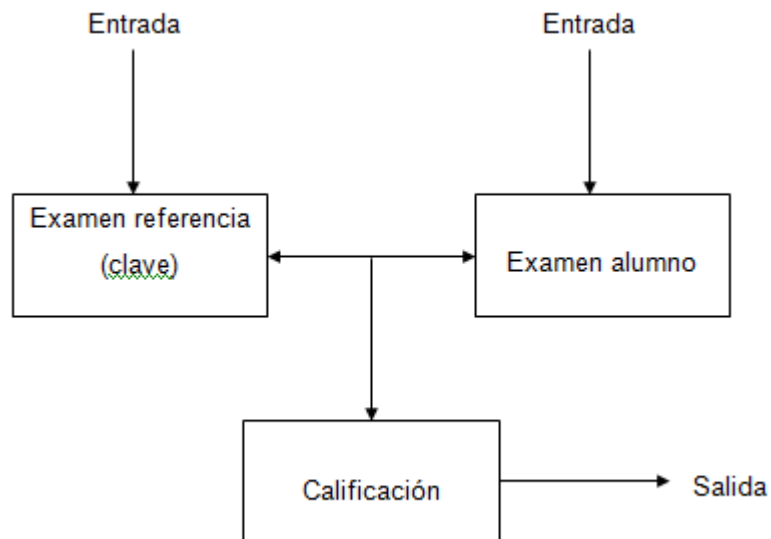 Entrada
Entrada
Examen referencia
(clave)
Examen alumno
Calificación
Salida